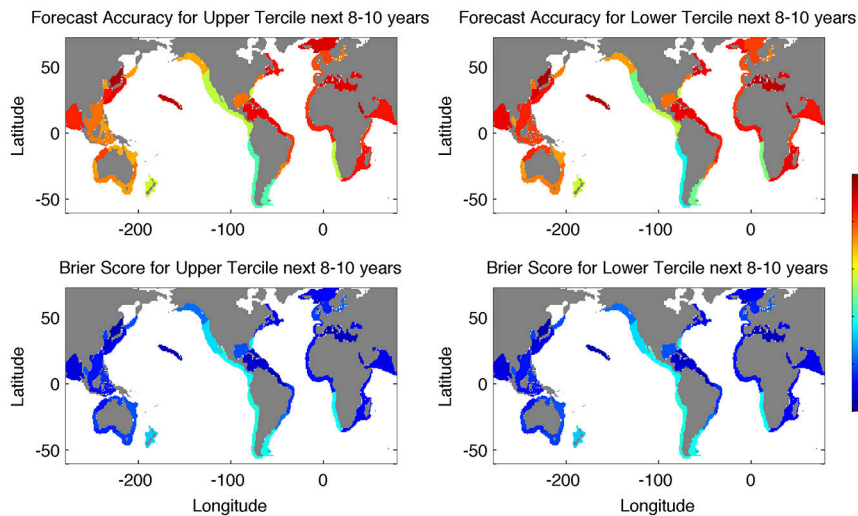 Forecast Accuracy for Upper Tercile next 8-10 years
Forecast Accuracy for Lower Tercile next 8-10 years
Latitude
50
0
-50
-200
-100
0
Latitude
50
0
-50
-200
-100
0
Brier Score for Upper Tercile next 8-10 years
Brier Score for Lower Tercile next 8-10 years
Latitude
50
0
-50
-200
-100
0
Longitude
Latitude
50
0
-50
-200
-100
0
Longitude